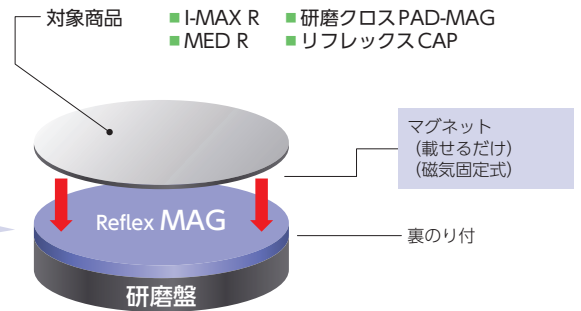 対象商品
■ I-MAX R ■ 研磨クロスPAD-MAG
■ MED R ■ リフレックスCAP
マグネット
（載せるだけ）
（磁気固定式）
Reflex MAG
裏のり付
研磨盤